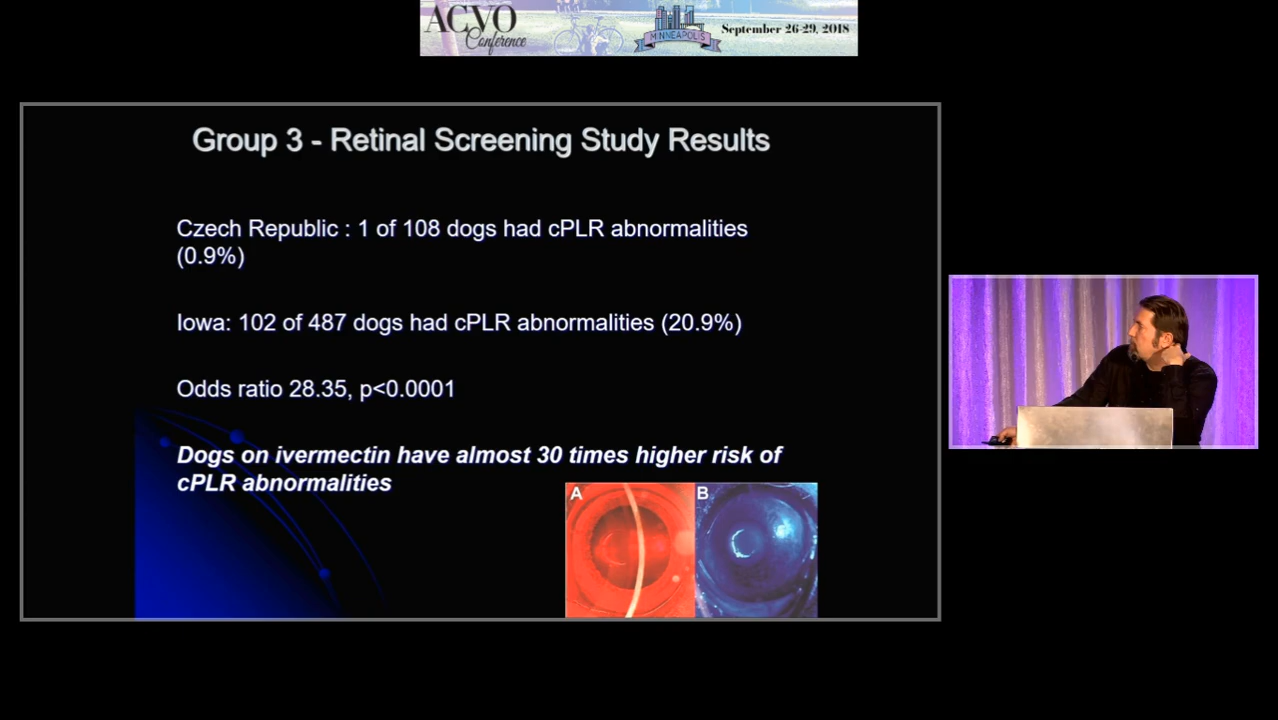 ACVO
Conference
MINNEAPOLIS
September 26-29, 2018
Group 3 - Retinal Screening Study Results
Czech Republic : 1 of 108 dogs had cPLR abnormalities
(0.9%)
Iowa: 102 of 487 dogs had cPLR abnormalities (20.9%)
Odds ratio 28.35, p<0.0001
Dogs on ivermectin have almost 30 times higher risk of
cPLR abnormalities
A
B